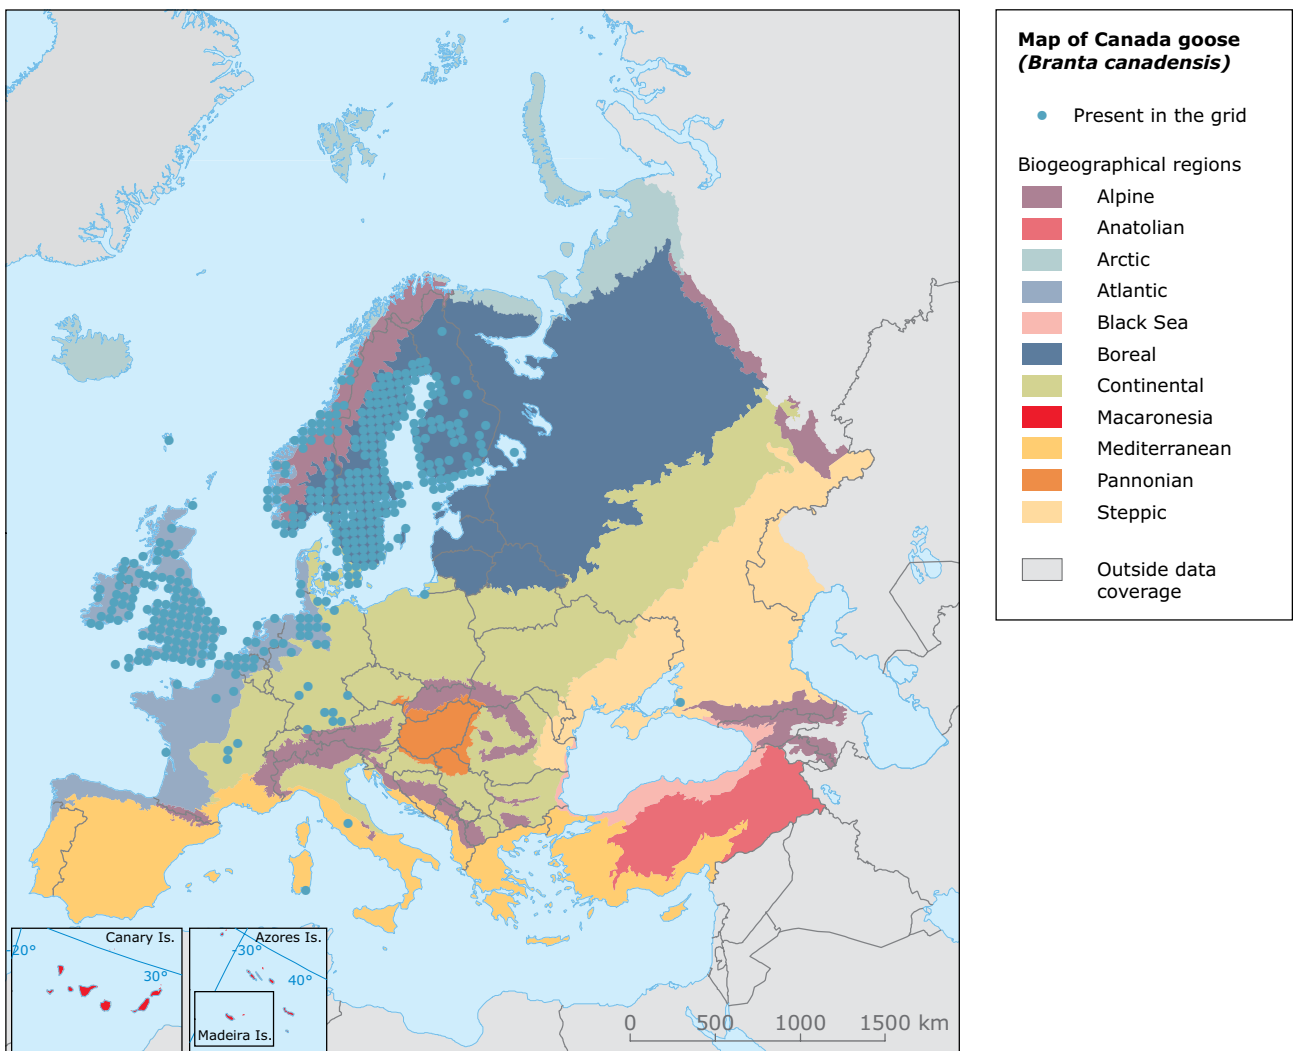 Map of Canada goose
(Branta canadensis)
Present in the grid
Biogeographical regions
Alpine
Anatolian
Arctic
Atlantic
Black Sea
Boreal
Continental
Macaronesia
Mediterranean
Pannonian
Steppic
Outside data
coverage
Canary Is.
-20°
30°
Azores Is.
-30°
40°
Madeira Is.
0 500 1000 1500 km